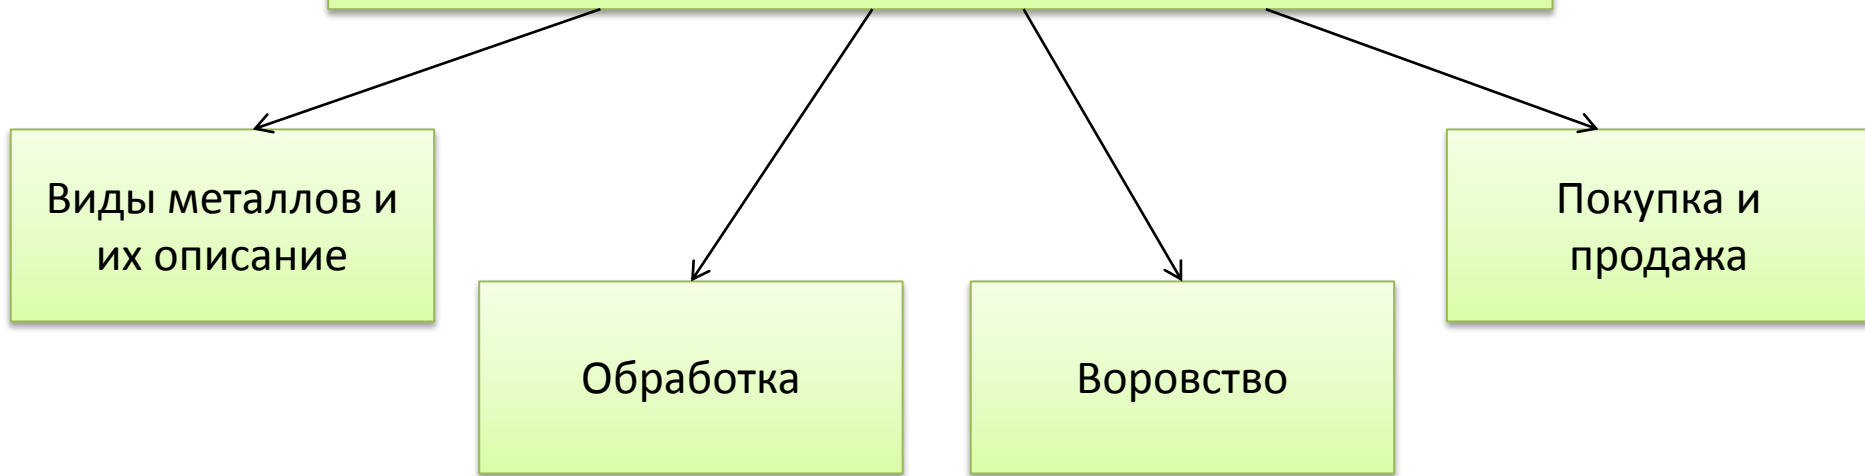 Виды металлов и
их описание
Обработка
Воровство
Покупка и
продажа